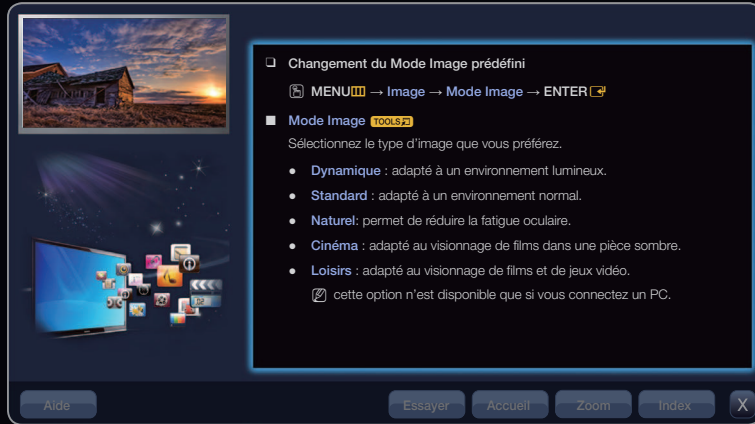 Changement du Mode Image prédéfini
MENU → Image → Mode Image → ENTER
Mode Image TOOLS
Sélectionnez le type d'image que vous préférez.
Dynamique : adapté à un environnement lumineux.
Standard : adapté à un environnement normal.
Naturel: permet de réduire la fatigue oculaire.
Cinéma : adapté au visionnage de films dans une pièce sombre.
Loisirs : adapté au visionnage de films et de jeux vidéo.
cette option n'est disponible que si vous connectez un PC.
Aide
Essayer
Accueil
Zoom
Index
X